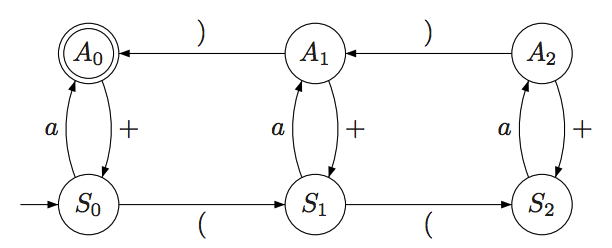 ) )
A₀ A₁ A₂
a + a + a +
S₀ S₁ S₂
( (